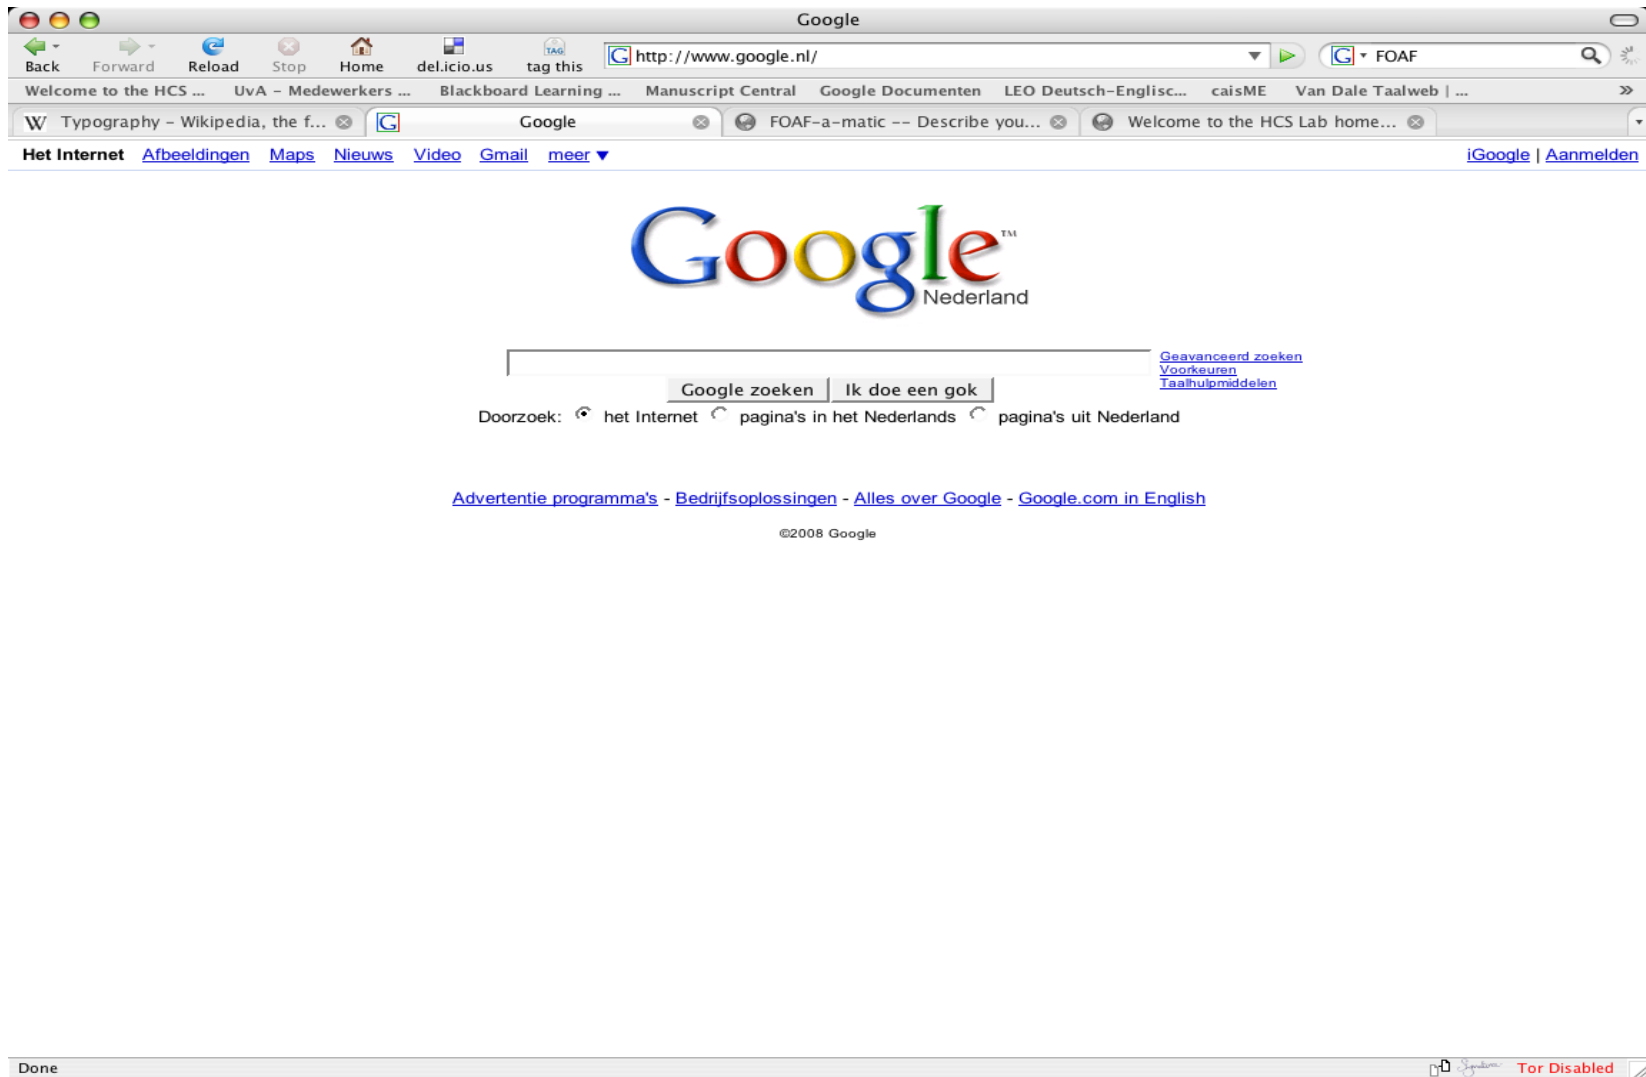 Google
Back Forward Reload Stop Home del.icio.us TAG tag this G http://www.google.nl/ G FOAF
Welcome to the HCS ... UvA – Medewerkers ... Blackboard Learning ... Manuscript Central Google Documenten LEO Deutsch-Englisc... caisME Van Dale Taalweb | ... »
W Typography – Wikipedia, the f... G Google FOAF-a-matic -- Describe you... Welcome to the HCS Lab home...
Het Internet Afbeeldingen Maps Nieuws Video Gmail meer ▼ iGoogle | Aanmelden
Google™
Nederland
Geavanceerd zoeken
Voorkeuren
Taalhulpmiddelen
Google zoeken Ik doe een gok
Doorzoek: het Internet pagina's in het Nederlands pagina's uit Nederland
Advertentie programma's - Bedrijfsoplossingen - Alles over Google - Google.com in English
©2008 Google
Done Tor Disabled